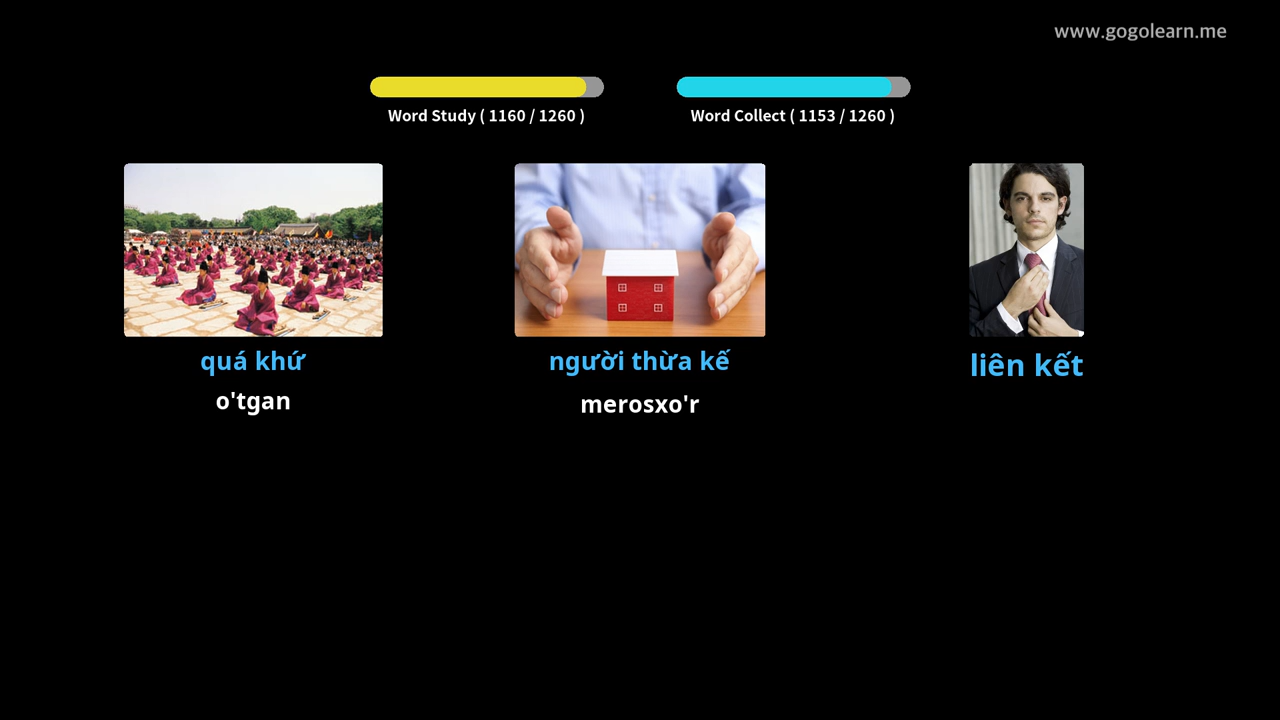 www.gogolearn.me
Word Study ( 1160 / 1260 )
Word Collect ( 1153 / 1260 )
quá khứ
o'tgan
người thừa kế
merosxo'r
liên kết